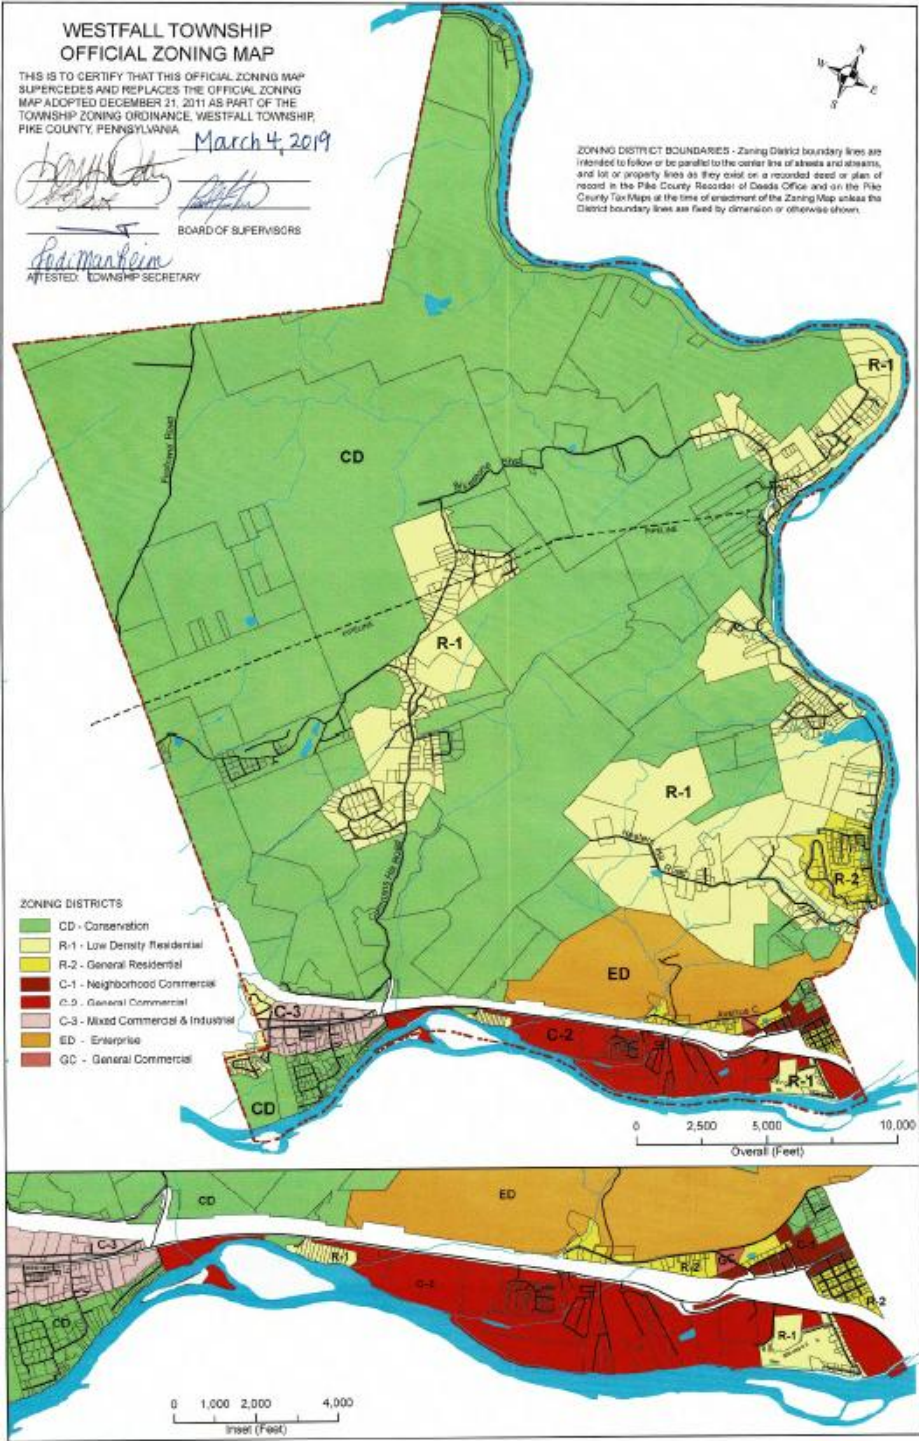 WESTFALL TOWNSHIP
OFFICIAL ZONING MAP
THIS IS TO CERTIFY THAT THIS OFFICIAL ZONING MAP
SUPERCEDES AND REPLACES THE OFFICIAL ZONING
MAP ADOPTED DECEMBER 21, 2011 AS PART OF THE
TOWNSHIP ZONING ORDINANCE, WESTFALL TOWNSHIP,
PIKE COUNTY, PENNSYLVANIA
March 4, 2019
BOARD OF SUPERVISORS
Jodi Manheim
ATTESTED: TOWNSHIP SECRETARY
N
W
E
S
ZONING DISTRICT BOUNDARIES - Zoning District boundary lines are
intended to follow or be parallel to the center line of streets and streams,
and lot or property lines as they exist on a recorded deed or plan of
record in the Pike County Recorder of Deeds Office and on the Pike
County Tax Maps at the time of enactment of the Zoning Map unless the
District boundary lines are fixed by dimension or otherwise shown.
R-1
CD
PIPELINE
PIPELINE
R-1
R-1
R-2
ED
Avenue C
C-3
C-2
R-1
CD
ZONING DISTRICTS
CD - Conservation
R-1 - Low Density Residential
R-2 - General Residential
C-1 - Neighborhood Commercial
C-2 - General Commercial
C-3 - Mixed Commercial & Industrial
ED - Enterprise
GC - General Commercial
0 2,500 5,000 10,000
Overall (Feet)
CD
ED
C-3
R-1
R-2
GC
C-1
C-2
CD
R-2
R-1
0 1,000 2,000 4,000
Inset (Feet)